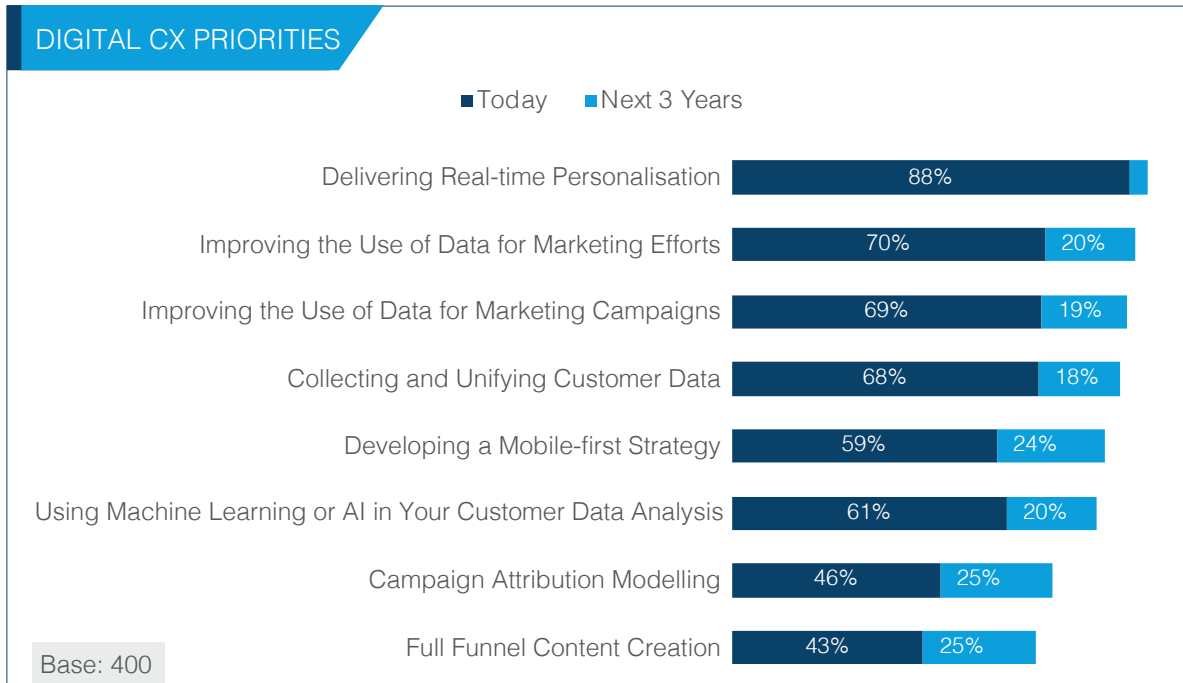 DIGITAL CX PRIORITIES
Today Next 3 Years
Delivering Real-time Personalisation 88%
Improving the Use of Data for Marketing Efforts 70% 20%
Improving the Use of Data for Marketing Campaigns 69% 19%
Collecting and Unifying Customer Data 68% 18%
Developing a Mobile-first Strategy 59% 24%
Using Machine Learning or AI in Your Customer Data Analysis 61% 20%
Campaign Attribution Modelling 46% 25%
Full Funnel Content Creation 43% 25%
Base: 400